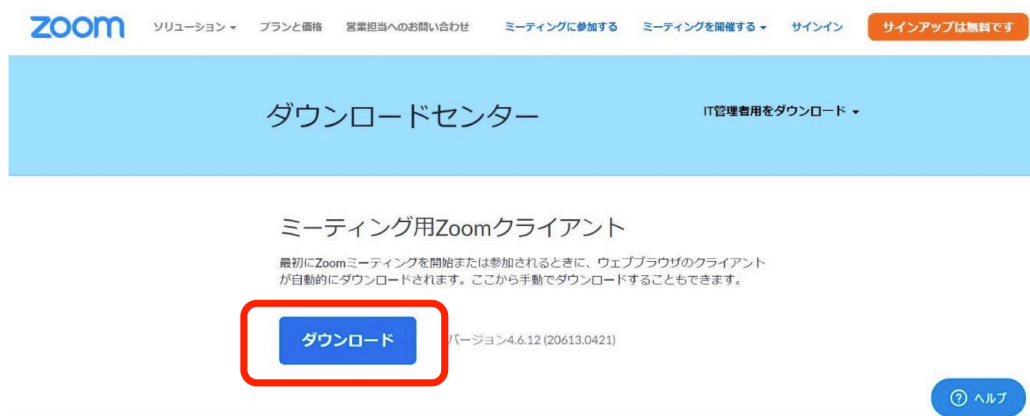 zoom ソリューション プランと価格 営業担当へのお問い合わせ ミーティングに参加する ミーティングを開催する サインイン サインアップは無料です
ダウンロードセンター IT管理者用をダウンロード
ミーティング用Zoomクライアント
最初にZoomミーティングを開始または参加されるときに、ウェブブラウザのクライアント
が自動的にダウンロードされます。ここから手動でダウンロードすることもできます。
ダウンロード バージョン4.6.12 (20613.0421)
ヘルプ